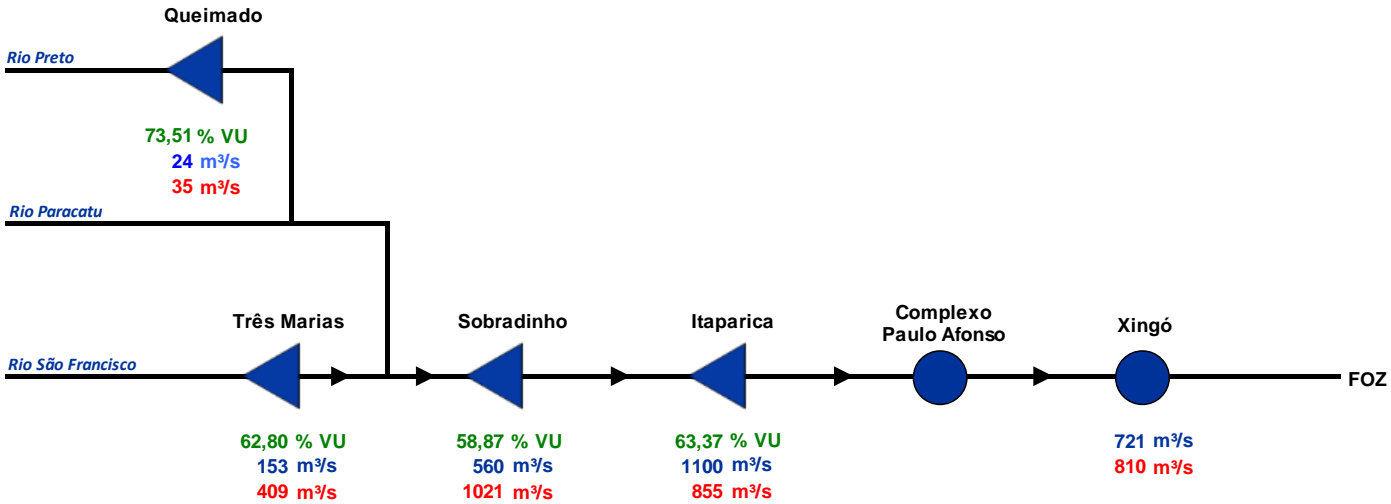 Queimado
Rio Preto
73,51 % VU
24 m³/s
35 m³/s
Rio Paracatu
Três Marias
Sobradinho
Itaparica
Complexo
Paulo Afonso
Xingó
Rio São Francisco
FOZ
62,80 % VU
153 m³/s
409 m³/s
58,87 % VU
560 m³/s
1021 m³/s
63,37 % VU
1100 m³/s
855 m³/s
721 m³/s
810 m³/s